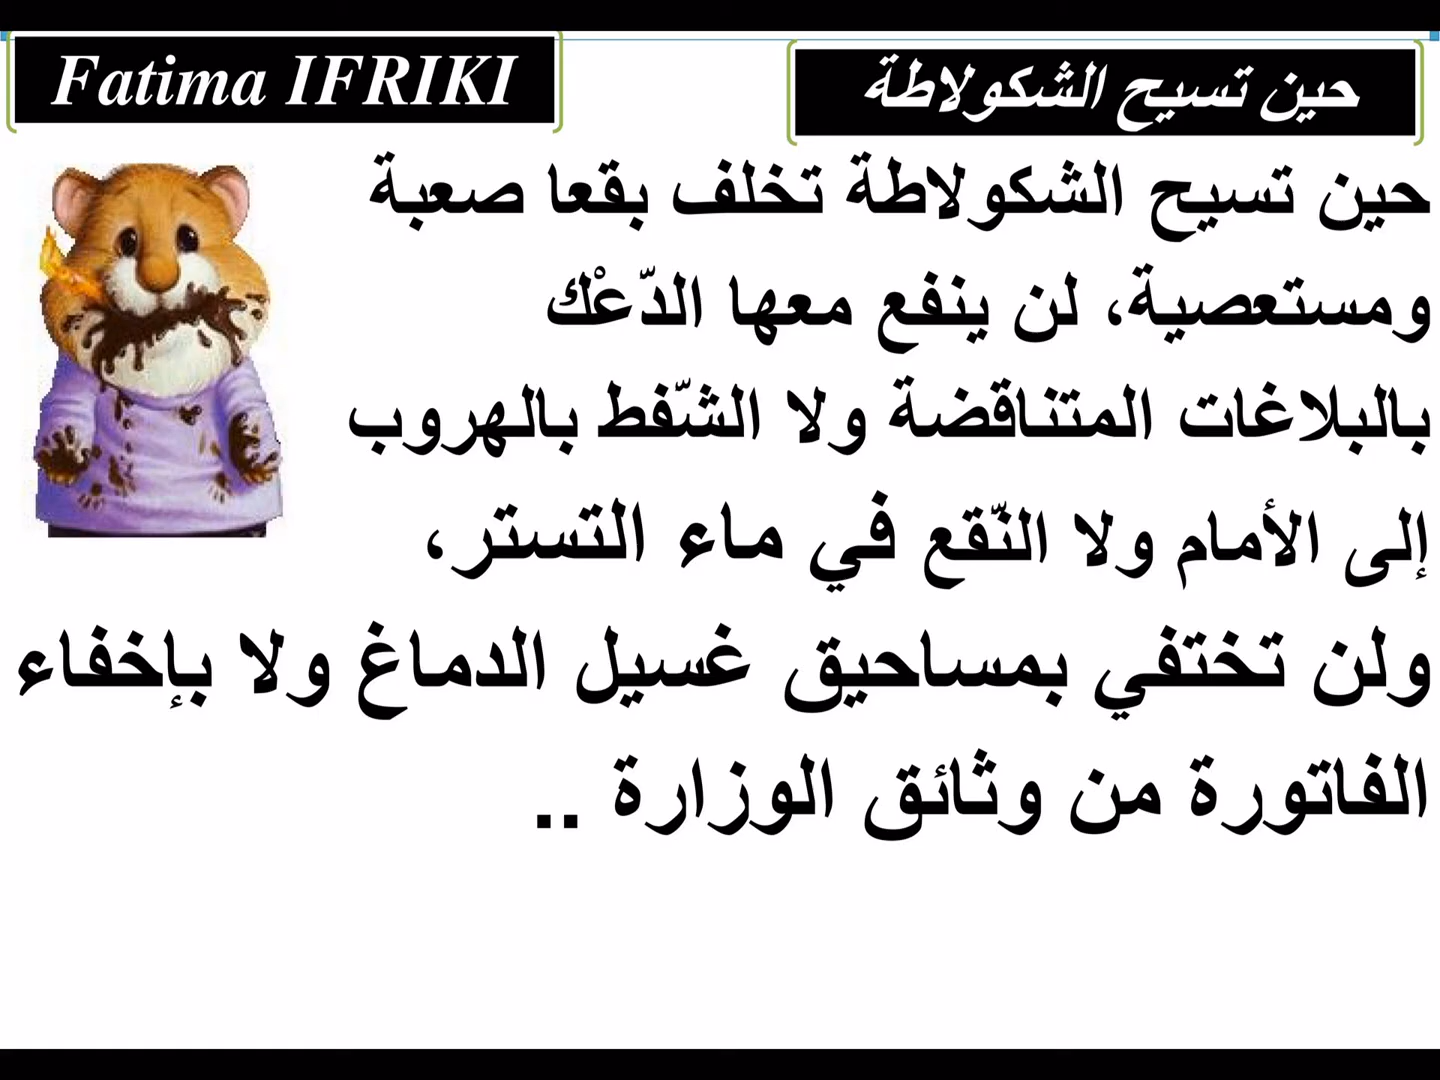 Fatima IFRIKI
حين تسيح الشكولاطة
حين تسيح الشكولاطة تخلف بقعا صعبة
ومستعصية، لن ينفع معها الدّعْك
بالبلاغات المتناقضة ولا الشّفط بالهروب
إلى الأمام ولا النّقع في ماء التستر،
ولن تختفي بمساحيق غسيل الدماغ ولا بإخفاء
الفاتورة من وثائق الوزارة ..